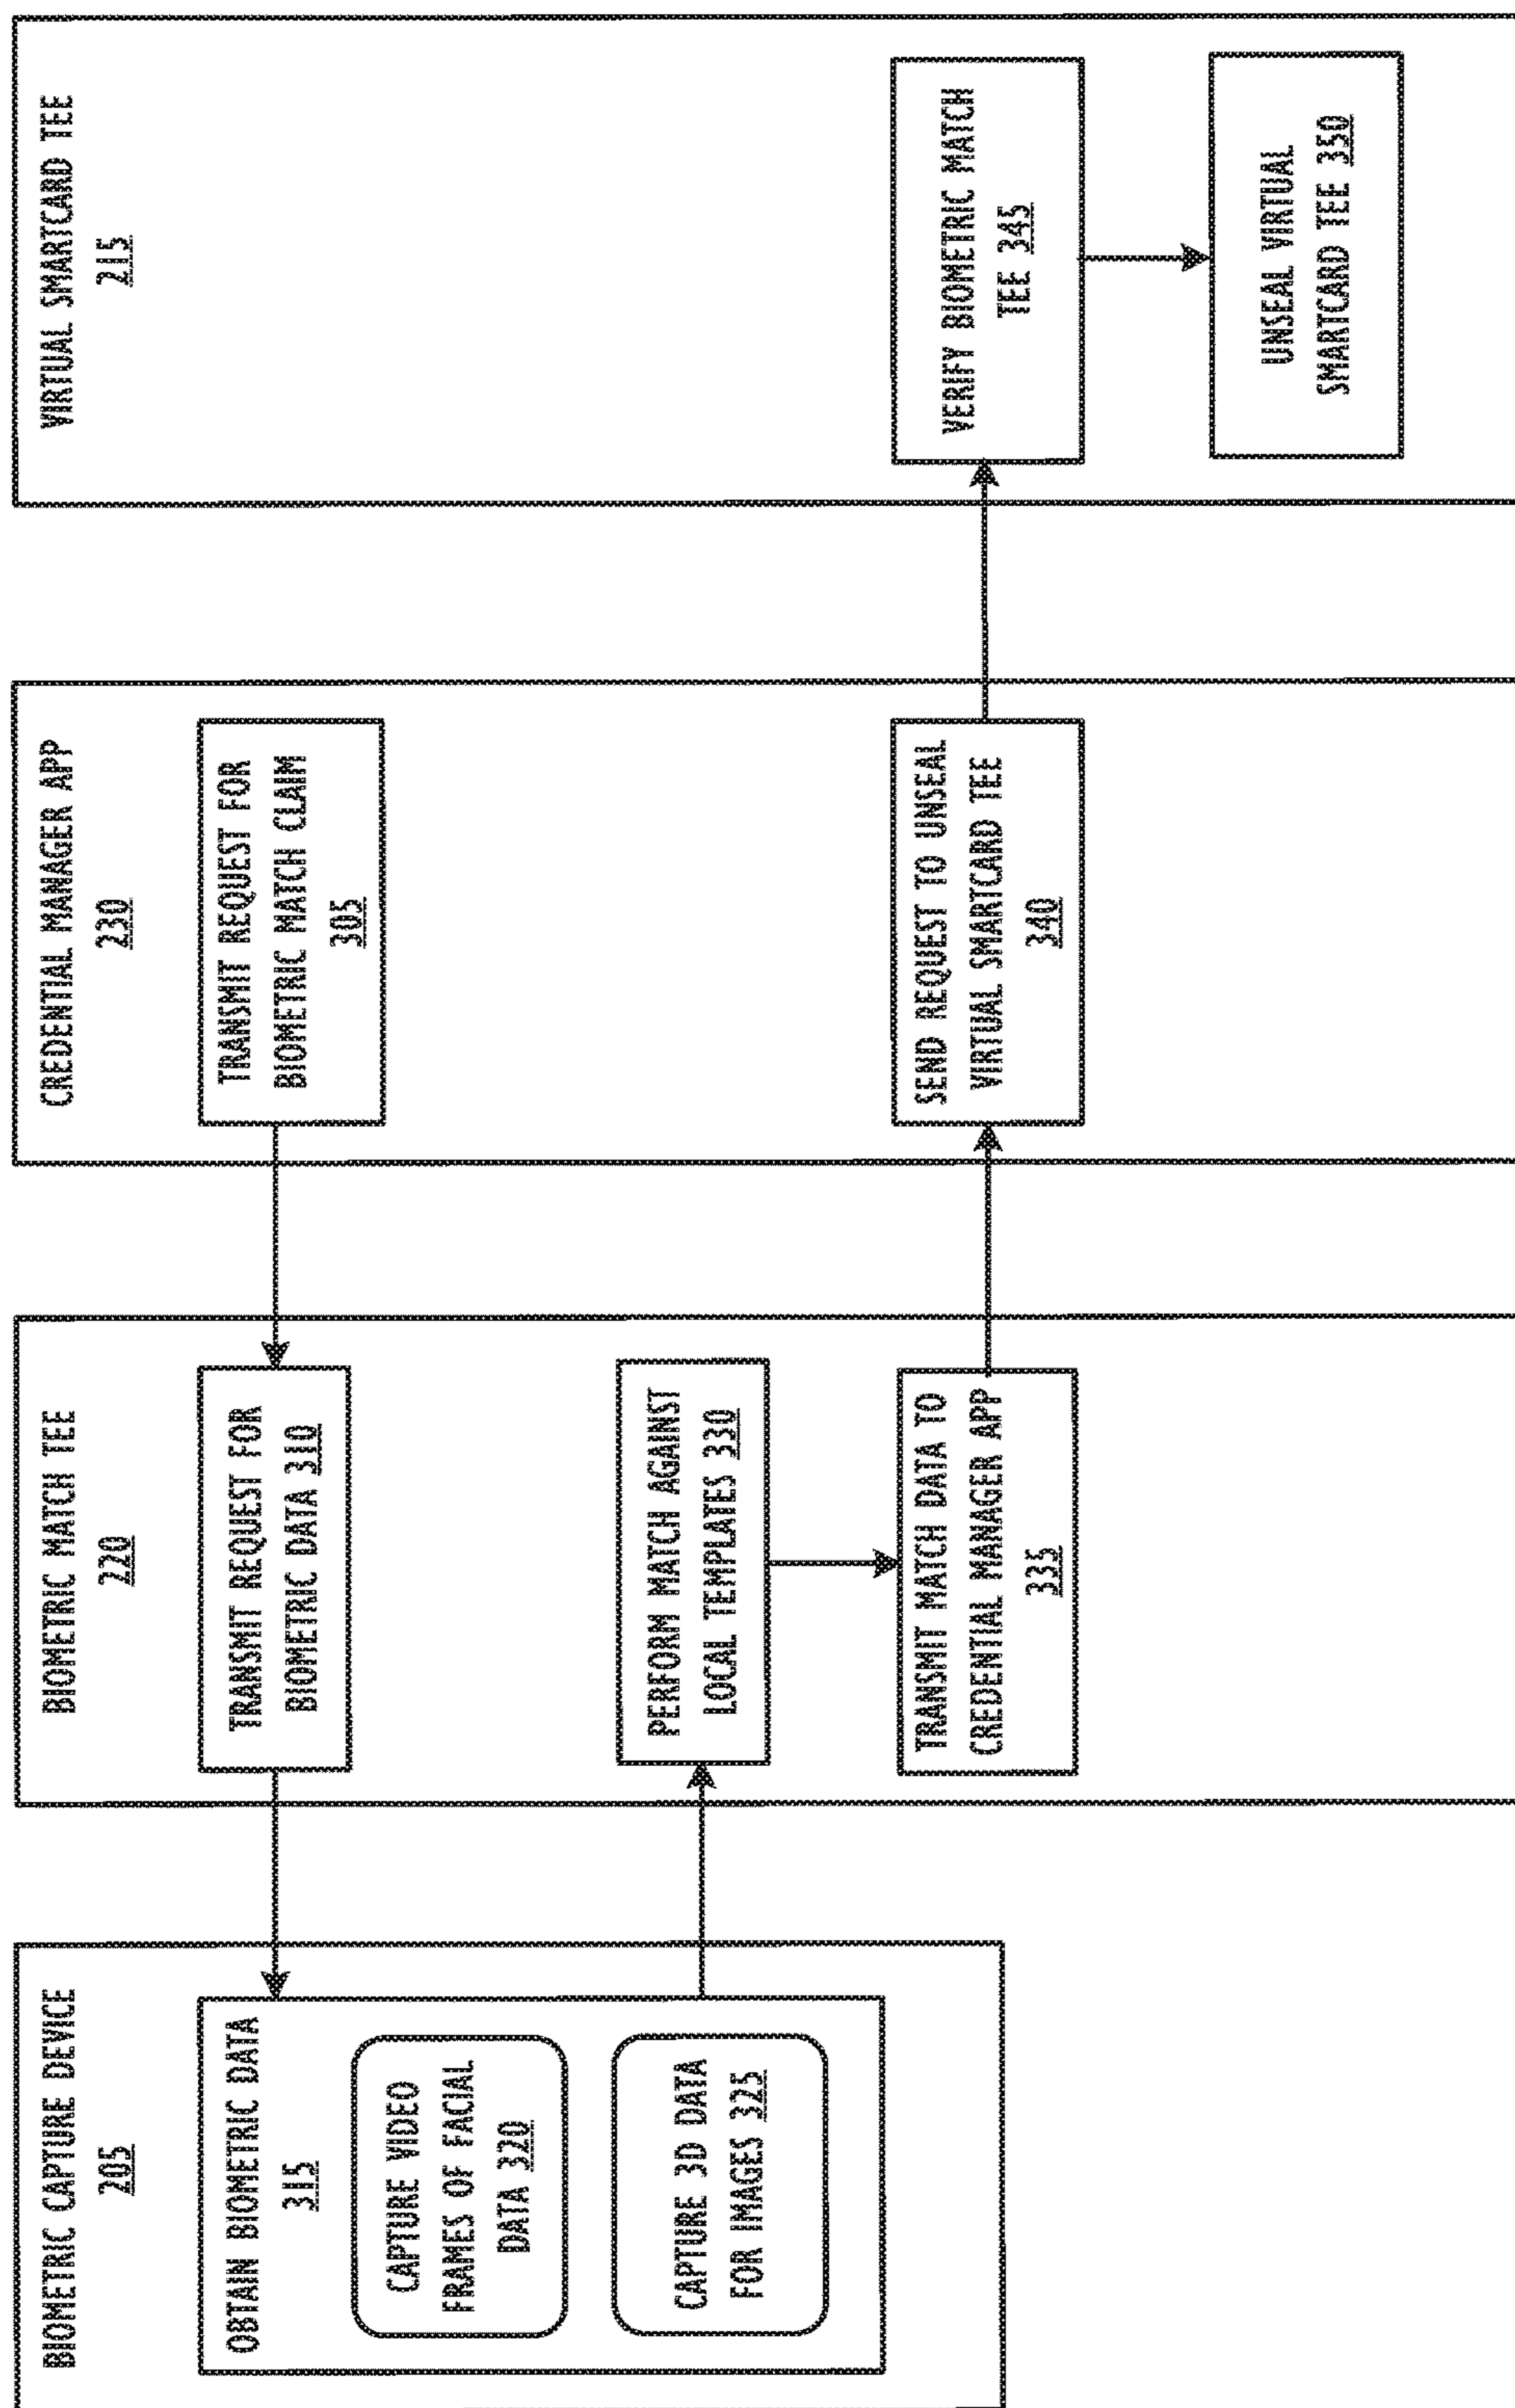 BIOMETRIC CAPTURE DEVICE
205
OBTAIN BIOMETRIC DATA
315
CAPTURE VIDEO
FRAMES OF FACIAL
DATA 320
CAPTURE 3D DATA
FOR IMAGES 325
BIOMETRIC MATCH TEE
220
TRANSMIT REQUEST FOR
BIOMETRIC DATA 310
PERFORM MATCH AGAINST
LOCAL TEMPLATES 330
TRANSMIT MATCH DATA TO
CREDENTIAL MANAGER APP
335
CREDENTIAL MANAGER APP
230
TRANSMIT REQUEST FOR
BIOMETRIC MATCH CLAIM
305
SEND REQUEST TO UNSEAL
VIRTUAL SMARTCARD TEE
340
VIRTUAL SMARTCARD TEE
215
VERIFY BIOMETRIC MATCH
TEE 345
UNSEAL VIRTUAL
SMARTCARD TEE 350